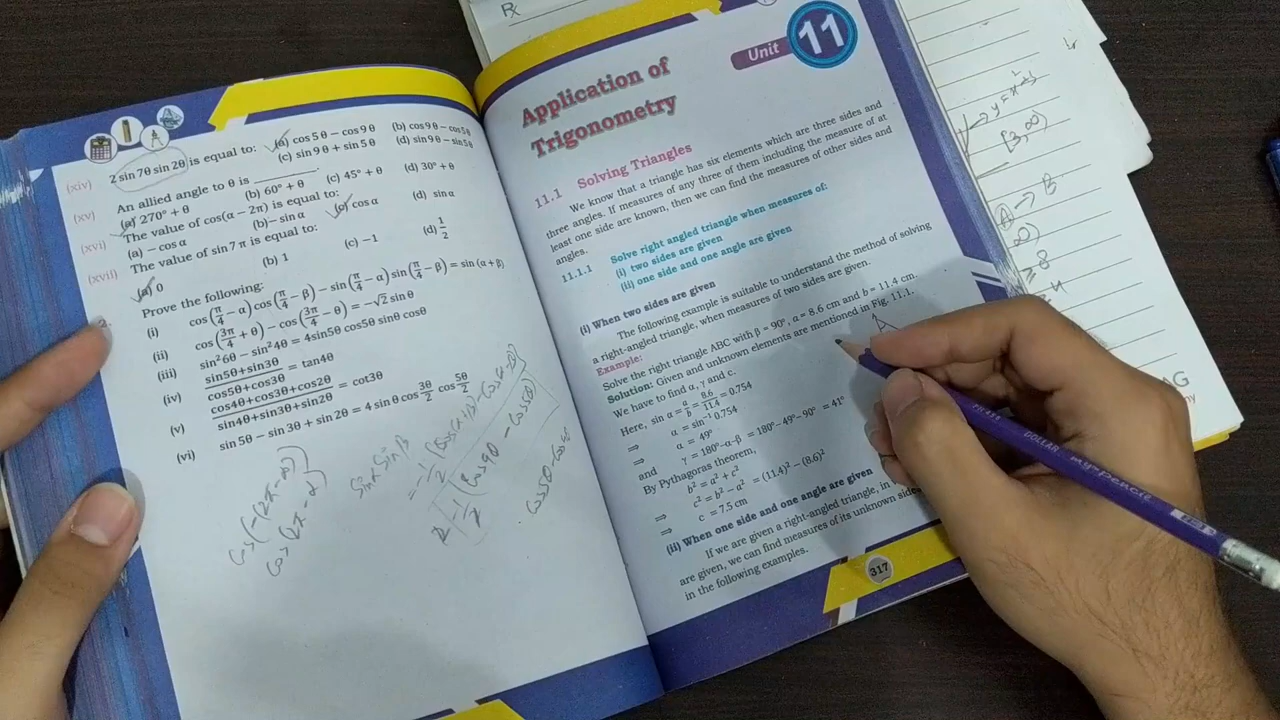 (xiv) 2 sin 7θ sin 2θ is equal to: (a) cos 5θ − cos 9θ (b) cos 9θ − cos 5θ
(c) sin 9θ + sin 5θ (d) sin 9θ − sin 5θ
(xv) An allied angle to θ is ________.
(a) 270° + θ (b) 60° + θ (c) 45° + θ (d) 30° + θ
(xvi) The value of cos(α − 2π) is equal to:
(a) − cos α (b) − sin α (c) cos α (d) sin α
(xvii) The value of sin 7 π is equal to:
(a) 0 (b) 1 (c) −1 (d) 1/2
2. Prove the following:
(i) cos(π/4 − α) cos(π/4 − β) − sin(π/4 − α) sin(π/4 − β) = sin(α + β)
(ii) cos(3π/4 + θ) − cos(3π/4 − θ) = −√2 sin θ
(iii) sin²6θ − sin²4θ = 4sin5θ cos5θ sinθ cosθ
(iv) sin5θ+sin3θ / cos5θ+cos3θ = tan4θ
(v) cos4θ+cos3θ+cos2θ / sin4θ+sin3θ+sin2θ = cot3θ
(vi) sin 5θ − sin 3θ + sin 2θ = 4 sin θ cos 3θ/2 cos 5θ/2
cos(−(2π−α))
cos(2π−α)
sinα sinβ
Unit 11
Application of
Trigonometry
11.1 Solving Triangles
We know that a triangle has six elements which are three sides and
three angles. If measures of any three of them including the measure of at
least one side are known, then we can find the measures of other sides and
angles.
11.1.1 Solve right angled triangle when measures of:
(i) two sides are given
(ii) one side and one angle are given
(i) When two sides are given
The following example is suitable to understand the method of solving
a right-angled triangle, when measures of two sides are given.
Example:
Solve the right triangle ABC with β = 90°, a = 8.6 cm and b = 11.4 cm.
Solution: Given and unknown elements are mentioned in Fig. 11.1.
We have to find α, γ and c.
Here, sin α = a/b = 8.6/11.4 = 0.754
⇒ α = sin⁻¹ 0.754
⇒ α = 49°
and γ = 180°−α−β = 180°−49°−90° = 41°
By Pythagoras theorem,
b² = a² + c²
⇒ c² = b² − a² = (11.4)² − (8.6)²
⇒ c = 7.5 cm
(ii) When one side and one angle are given
If we are given a right-angled triangle, in
are given, we can find measures of its unknown sides
in the following examples.
317
A
DOLLAR my-pencil
[3, ∞)
A → B